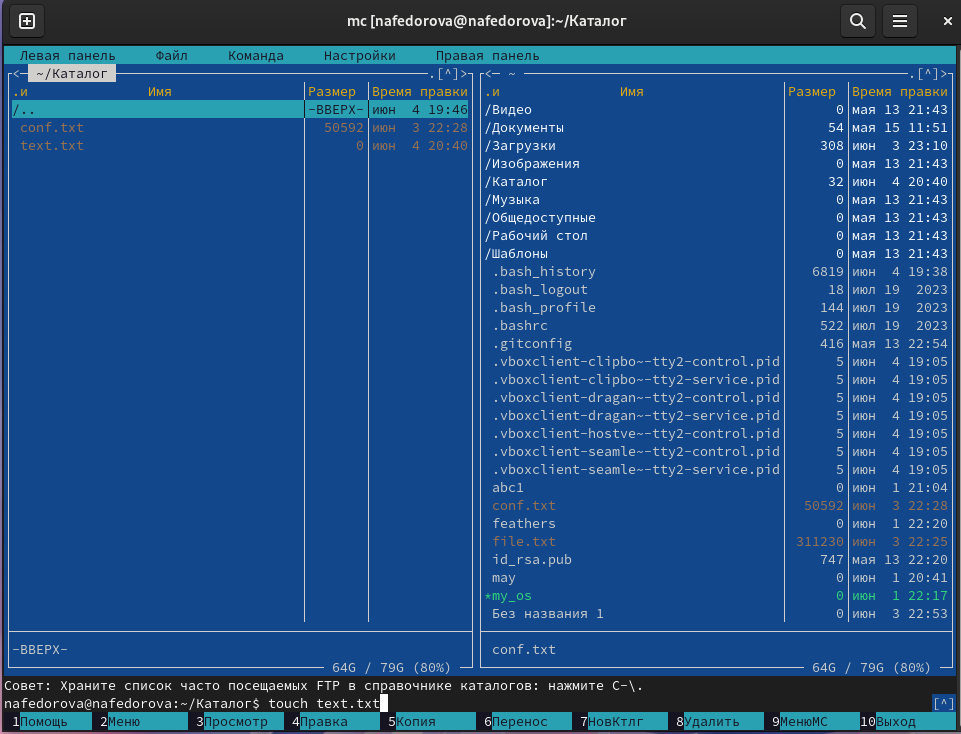 mc [nafedorova@nafedorova]:~/Каталог
Левая панель Файл Команда Настройки Правая панель
<- ~/Каталог .[^]>
.и Имя Размер Время правки
/.. -ВВЕРХ- июн 4 19:46
conf.txt 50592 июн 3 22:28
text.txt 0 июн 4 20:40
-ВВЕРХ-
64G / 79G (80%)
<- ~ .[^]>
.и Имя Размер Время правки
/Видео 0 мая 13 21:43
/Документы 54 мая 15 11:51
/Загрузки 308 июн 3 23:10
/Изображения 0 мая 13 21:43
/Каталог 32 июн 4 20:40
/Музыка 0 мая 13 21:43
/Общедоступные 0 мая 13 21:43
/Рабочий стол 0 мая 13 21:43
/Шаблоны 0 мая 13 21:43
.bash_history 6819 июн 4 19:38
.bash_logout 18 июл 19 2023
.bash_profile 144 июл 19 2023
.bashrc 522 июл 19 2023
.gitconfig 416 мая 13 22:54
.vboxclient-clipbo~-tty2-control.pid 5 июн 4 19:05
.vboxclient-clipbo~-tty2-service.pid 5 июн 4 19:05
.vboxclient-dragan~-tty2-control.pid 5 июн 4 19:05
.vboxclient-dragan~-tty2-service.pid 5 июн 4 19:05
.vboxclient-hostve~-tty2-control.pid 5 июн 4 19:05
.vboxclient-seamle~-tty2-control.pid 5 июн 4 19:05
.vboxclient-seamle~-tty2-service.pid 5 июн 4 19:05
abc1 0 июн 1 21:04
conf.txt 50592 июн 3 22:28
feathers 0 июн 1 22:20
file.txt 311230 июн 3 22:25
id_rsa.pub 747 мая 13 22:20
may 0 июн 1 20:41
*my_os 0 июн 1 22:17
Без названия 1 0 июн 3 22:53
conf.txt
64G / 79G (80%)
Совет: Храните список часто посещаемых FTP в справочнике каталогов: нажмите C-\.
nafedorova@nafedorova:~/Каталог$ touch text.txt [^]
1Помощь 2Меню 3Просмотр 4Правка 5Копия 6Перенос 7НовКтлг 8Удалить 9МенюMC 10Выход